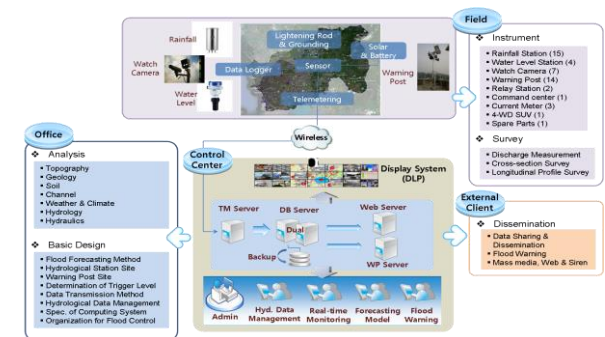 Field
Rainfall
Lightening Rod
& Grounding
Solar
& Battery
Watch
Camera
Data Logger
Sensor
Warning
Post
Water
Level
Telemetering
❖ Instrument
▪ Rainfall Station (15)
▪ Water Level Station (4)
▪ Watch Camera (7)
▪ Warning Post (14)
▪ Relay Station (2)
▪ Command center (1)
▪ Current Meter (3)
▪ 4-WD SUV (1)
▪ Spare Parts (1)
❖ Survey
▪ Discharge Measurement
▪ Cross-section Survey
▪ Longitudinal Profile Survey
Wireless
Office
❖ Analysis
▪ Topography
▪ Geology
▪ Soil
▪ Channel
▪ Weather & Climate
▪ Hydrology
▪ Hydraulics
❖ Basic Design
▪ Flood Forecasting Method
▪ Hydrological Station Site
▪ Warning Post Site
▪ Determination of Trigger Level
▪ Data Transmission Method
▪ Hydrological Data Management
▪ Spec. of Computing System
▪ Organization for Flood Control
Control
Center
Display System
(DLP)
TM Server
DB Server
Web Server
Dual
Backup
WP Server
Admin
Hyd. Data
Management
Real-time
Monitoring
Forecasting
Model
Flood
Warning
External
Client
❖ Dissemination
▪ Data Sharing &
Dissemination
▪ Flood Warning
▪ Mass media, Web & Siren